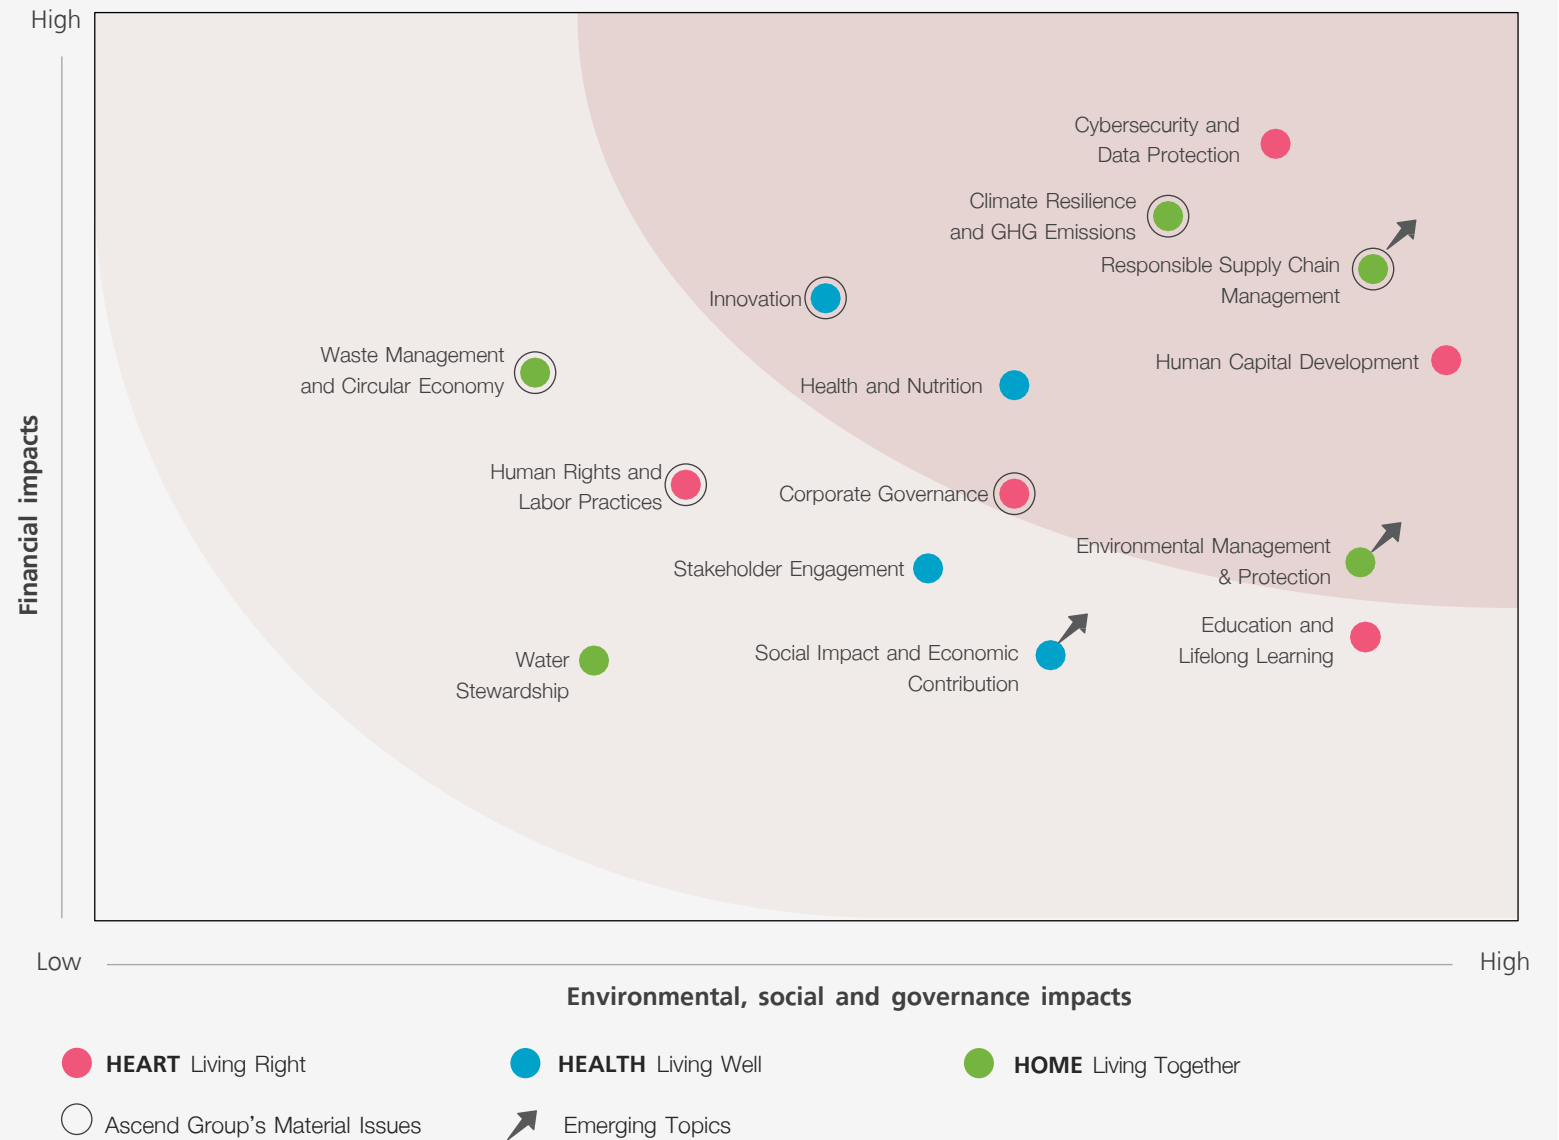 High
Cybersecurity and
Data Protection
Climate Resilience
and GHG Emissions
Responsible Supply Chain
Management
Innovation
Waste Management
and Circular Economy
Human Capital Development
Health and Nutrition
Human Rights and
Labor Practices
Corporate Governance
Environmental Management
& Protection
Stakeholder Engagement
Education and
Lifelong Learning
Social Impact and Economic
Contribution
Water
Stewardship
Financial impacts
Low
High
Environmental, social and governance impacts
HEART Living Right
HEALTH Living Well
HOME Living Together
Ascend Group's Material Issues
Emerging Topics